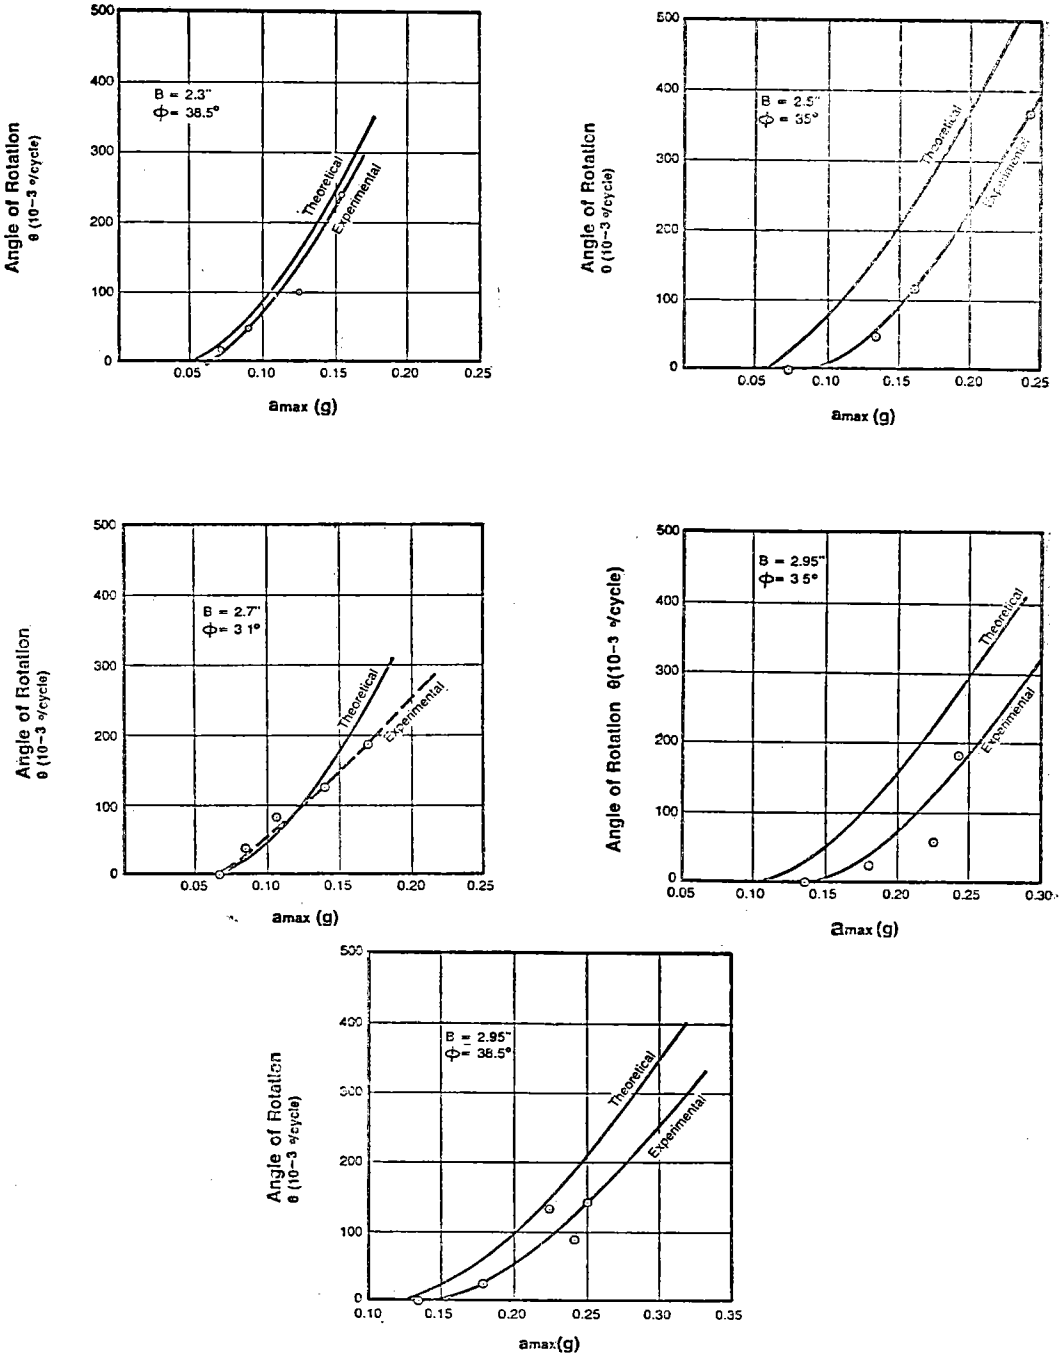 500
400
300
200
100
0
B = 2.3"
ϕ = 38.5°
Theoretical
Experimental
Angle of Rotation
θ (10-3 °/cycle)
0.05 0.10 0.15 0.20 0.25
amax (g)
500
400
300
200
100
0
B = 2.5"
ϕ = 35°
Theoretical
Experimental
Angle of Rotation
θ (10-3 °/cycle)
0.05 0.10 0.15 0.20 0.25
amax (g)
500
400
300
200
100
0
B = 2.7"
ϕ = 31°
Theoretical
Experimental
Angle of Rotation
θ (10-3 °/cycle)
0.05 0.10 0.15 0.20 0.25
amax (g)
500
400
300
200
100
0
B = 2.95"
ϕ = 35°
Theoretical
Experimental
Angle of Rotation θ(10-3 °/cycle)
0.05 0.10 0.15 0.20 0.25 0.30
amax (g)
500
400
300
200
100
0
B = 2.95"
ϕ = 38.5°
Theoretical
Experimental
Angle of Rotation
θ (10-3 °/cycle)
0.10 0.15 0.20 0.25 0.30 0.35
amax (g)